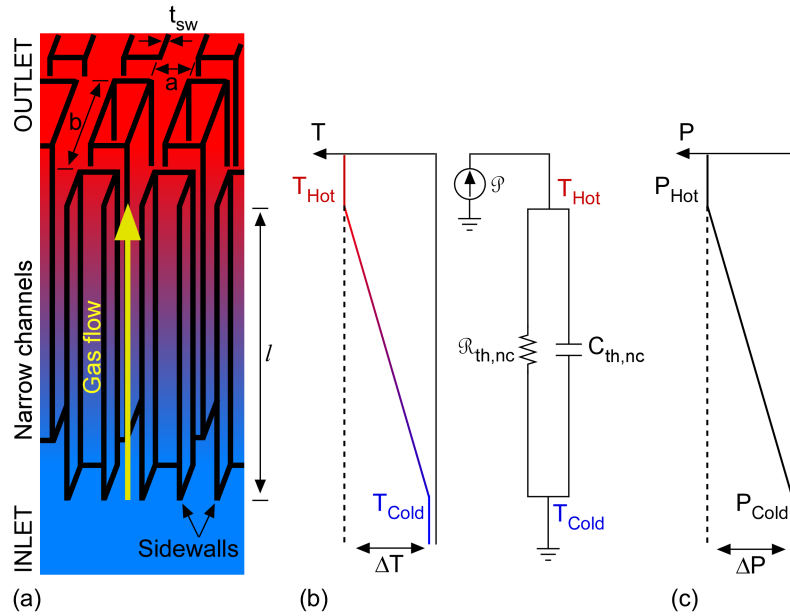 t_sw
a
b
OUTLET
Narrow channels
Gas flow
l
INLET
Sidewalls
(a)
T
T_Hot
T_Cold
ΔT
(b)
𝒫
T_Hot
ℛ_th,nc
C_th,nc
T_Cold
P
P_Hot
P_Cold
ΔP
(c)